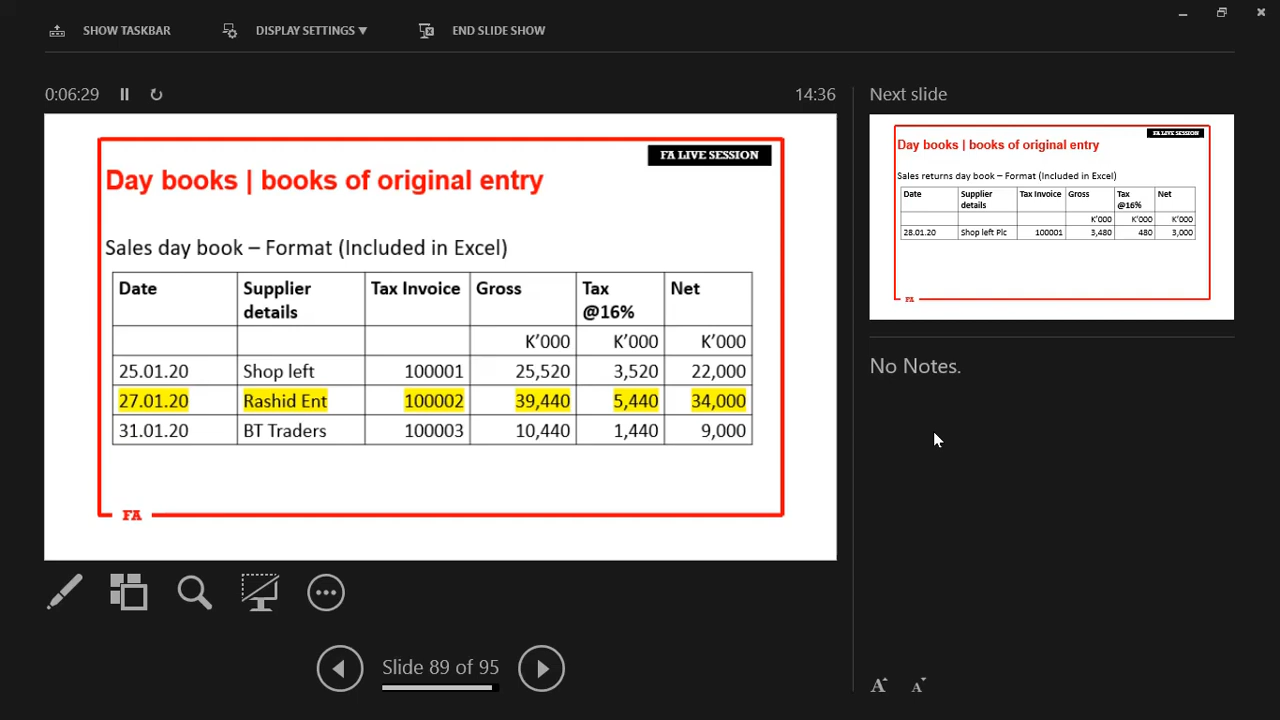 SHOW TASKBAR DISPLAY SETTINGS ▼ END SLIDE SHOW
0:06:29 14:36
FA LIVE SESSION
Day books | books of original entry
Sales day book – Format (Included in Excel)
Date Supplier details Tax Invoice Gross Tax @16% Net
K’000 K’000 K’000
25.01.20 Shop left 100001 25,520 3,520 22,000
27.01.20 Rashid Ent 100002 39,440 5,440 34,000
31.01.20 BT Traders 100003 10,440 1,440 9,000
FA
Slide 89 of 95
Next slide
FA LIVE SESSION
Day books | books of original entry
Sales returns day book – Format (Included in Excel)
Date Supplier details Tax Invoice Gross Tax @16% Net
K’000 K’000 K’000
28.01.20 Shop left Plc 100001 3,480 480 3,000
FA
No Notes.
A A